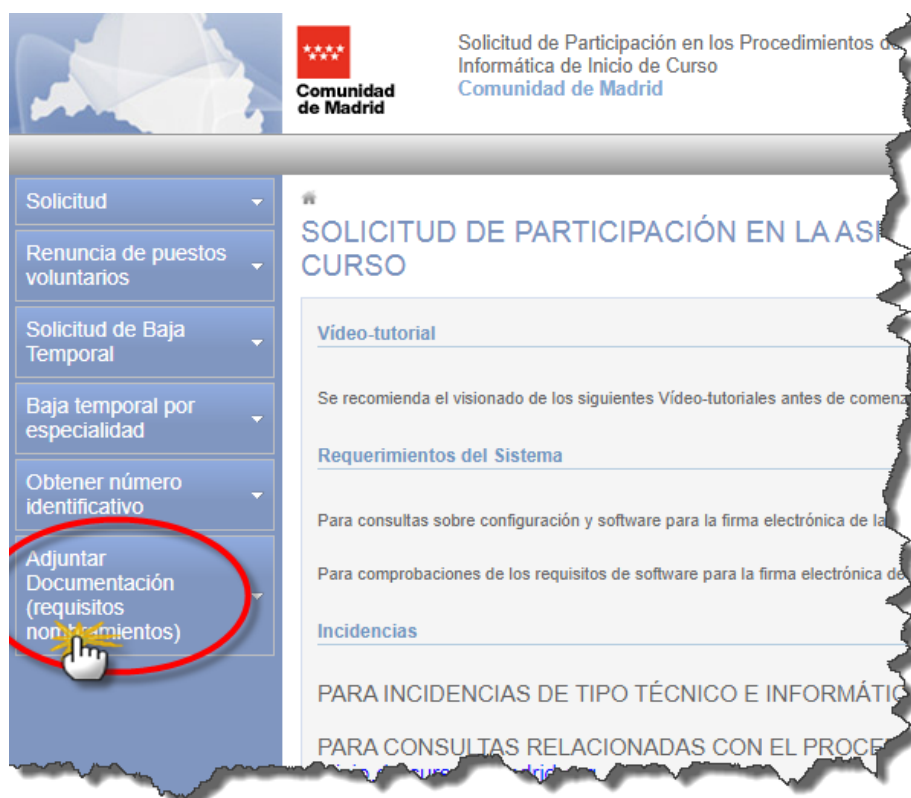 Comunidad
de Madrid
Solicitud de Participación en los Procedimientos
Informática de Inicio de Curso
Comunidad de Madrid
Solicitud
Renuncia de puestos
voluntarios
Solicitud de Baja
Temporal
Baja temporal por
especialidad
Obtener número
identificativo
Adjuntar
Documentación
(requisitos
nombramientos)
SOLICITUD DE PARTICIPACIÓN EN LA
CURSO
Vídeo-tutorial
Se recomienda el visionado de los siguientes Vídeo-tutoriales antes de
Requerimientos del Sistema
Para consultas sobre configuración y software para la firma electrónica de la
Para comprobaciones de los requisitos de software para la firma electrónica de
Incidencias
PARA INCIDENCIAS DE TIPO TÉCNICO E
PARA CONSULTAS RELACIONADAS CON EL